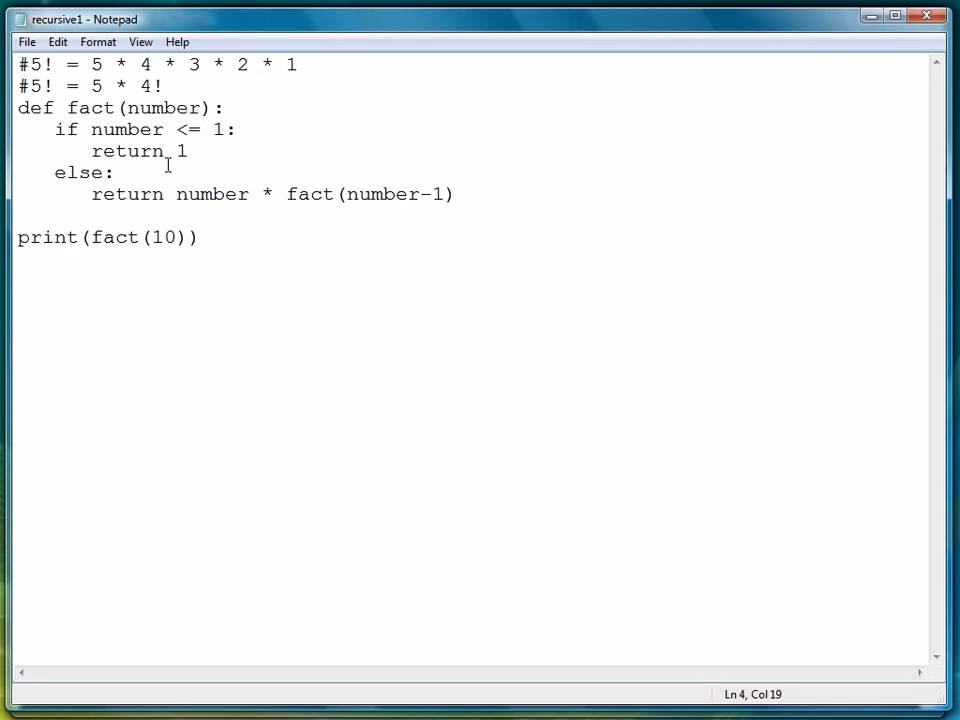 recursive1 - Notepad
File Edit Format View Help
#5! = 5 * 4 * 3 * 2 * 1
#5! = 5 * 4!
def fact(number):
   if number <= 1:
      return 1
   else:
      return number * fact(number-1)

print(fact(10))
Ln 4, Col 19